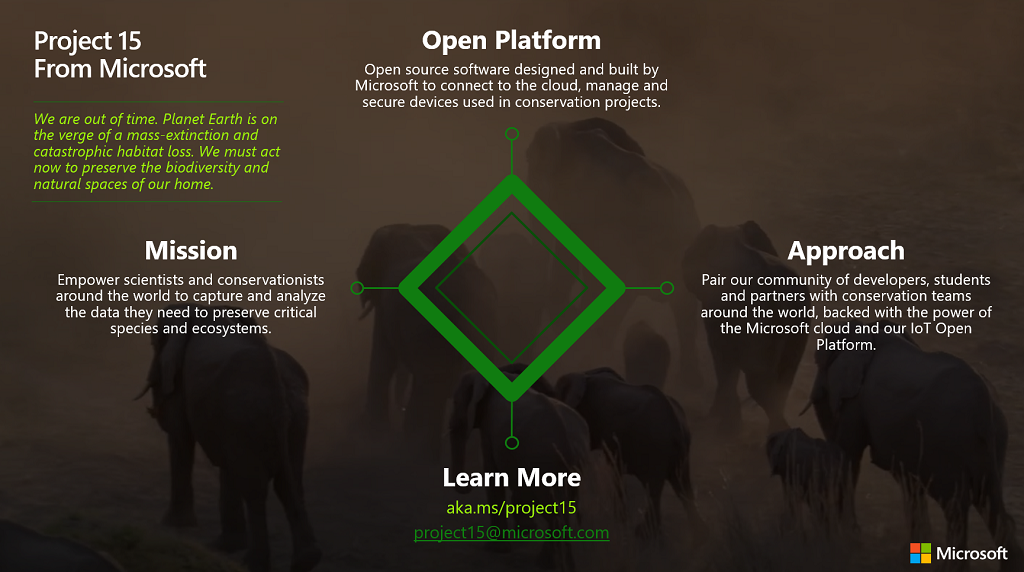 Project 15
From Microsoft
We are out of time. Planet Earth is on
the verge of a mass-extinction and
catastrophic habitat loss. We must act
now to preserve the biodiversity and
natural spaces of our home.
Open Platform
Open source software designed and built by
Microsoft to connect to the cloud, manage and
secure devices used in conservation projects.
Mission
Empower scientists and conservationists
around the world to capture and analyze
the data they need to preserve critical
species and ecosystems.
Approach
Pair our community of developers, students
and partners with conservation teams
around the world, backed with the power of
the Microsoft cloud and our IoT Open
Platform.
Learn More
aka.ms/project15
project15@microsoft.com
Microsoft